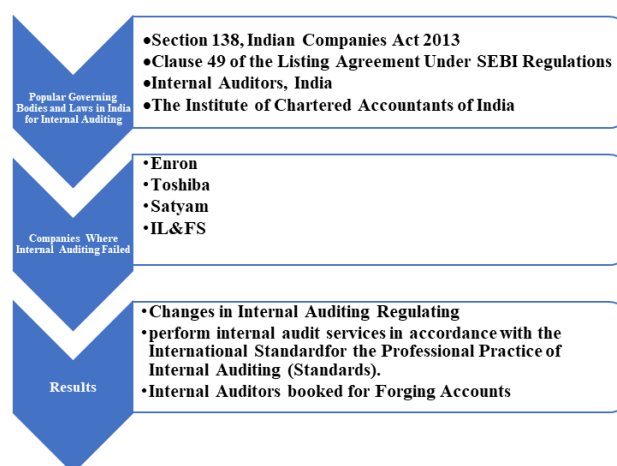 Popular Governing
Bodies and Laws in India
for Internal Auditing
•Section 138, Indian Companies Act 2013
•Clause 49 of the Listing Agreement Under SEBI Regulations
•Internal Auditors, India
•The Institute of Chartered Accountants of India
Companies Where
Internal Auditing Failed
•Enron
•Toshiba
•Satyam
•IL&FS
Results
•Changes in Internal Auditing Regulating
•perform internal audit services in accordance with the
International Standardfor the Professional Practice of
Internal Auditing (Standards).
•Internal Auditors booked for Forging Accounts